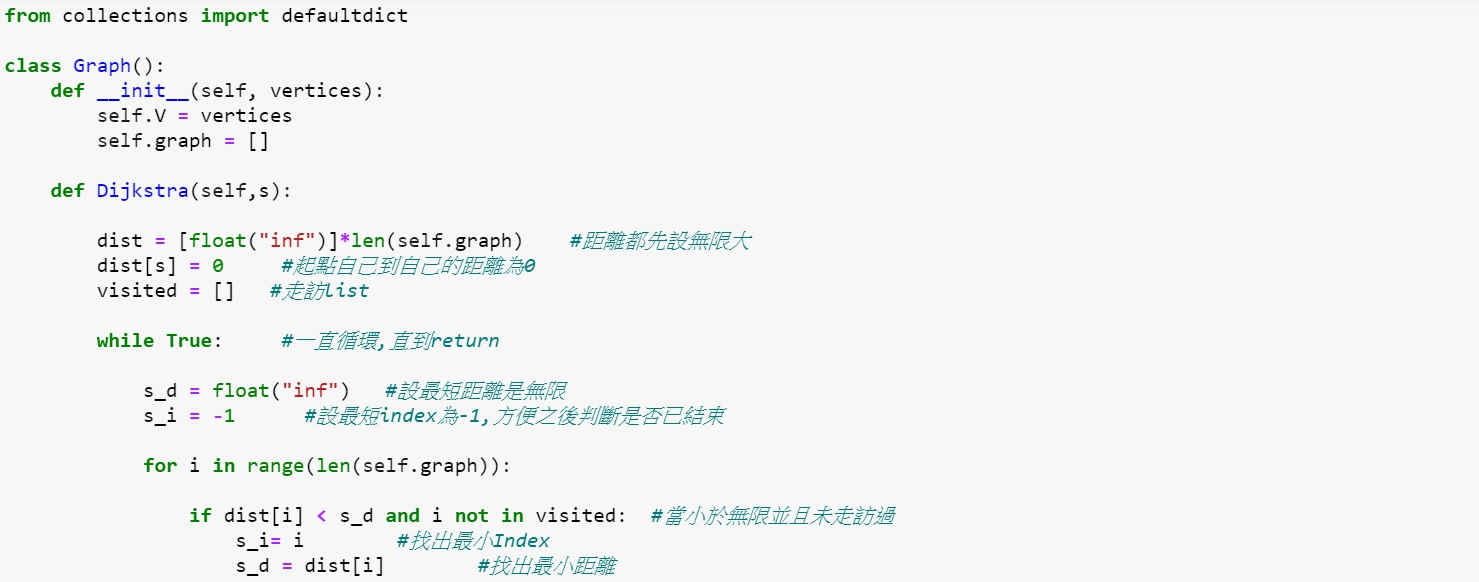 from collections import defaultdict
class Graph():
    def __init__(self, vertices):
        self.V = vertices
        self.graph = []
    def Dijkstra(self,s):
        dist = [float("inf")]*len(self.graph)    #距離都先設無限大
        dist[s] = 0     #起點自己到自己的距離為0
        visited = []   #走訪list
        while True:     #一直循環,直到return
            s_d = float("inf")   #設最短距離是無限
            s_i = -1      #設最短index為-1,方便之後判斷是否已結束
            for i in range(len(self.graph)):
                if dist[i] < s_d and i not in visited:  #當小於無限並且未走訪過
                    s_i= i        #找出最小Index
                    s_d = dist[i]        #找出最小距離